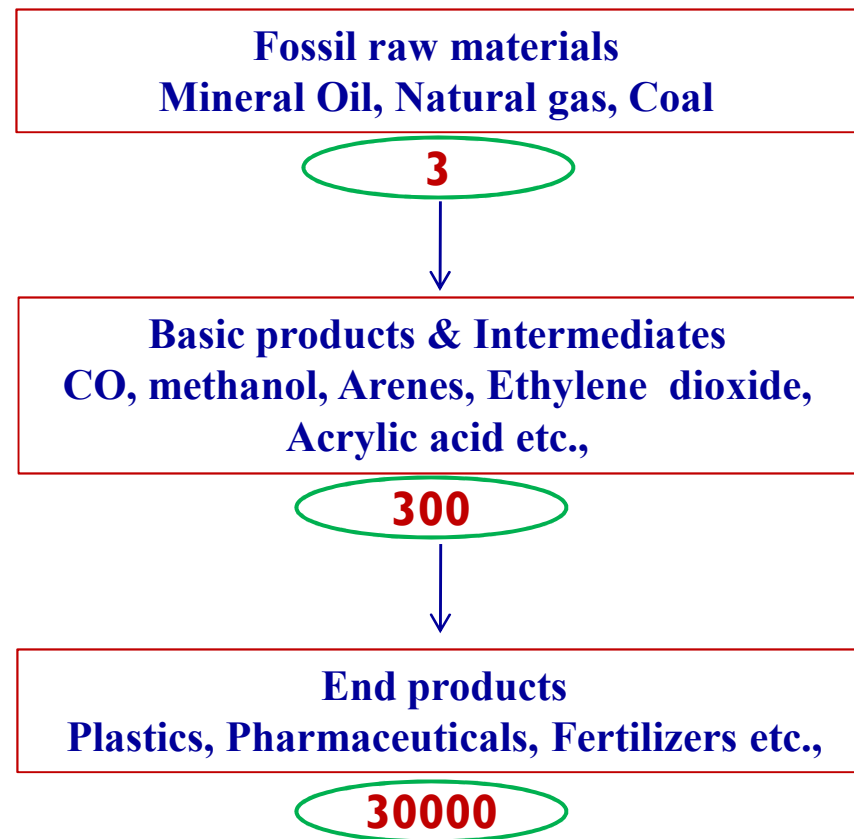 Fossil raw materials
Mineral Oil, Natural gas, Coal
3
Basic products & Intermediates
CO, methanol, Arenes, Ethylene dioxide,
Acrylic acid etc.,
300
End products
Plastics, Pharmaceuticals, Fertilizers etc.,
30000